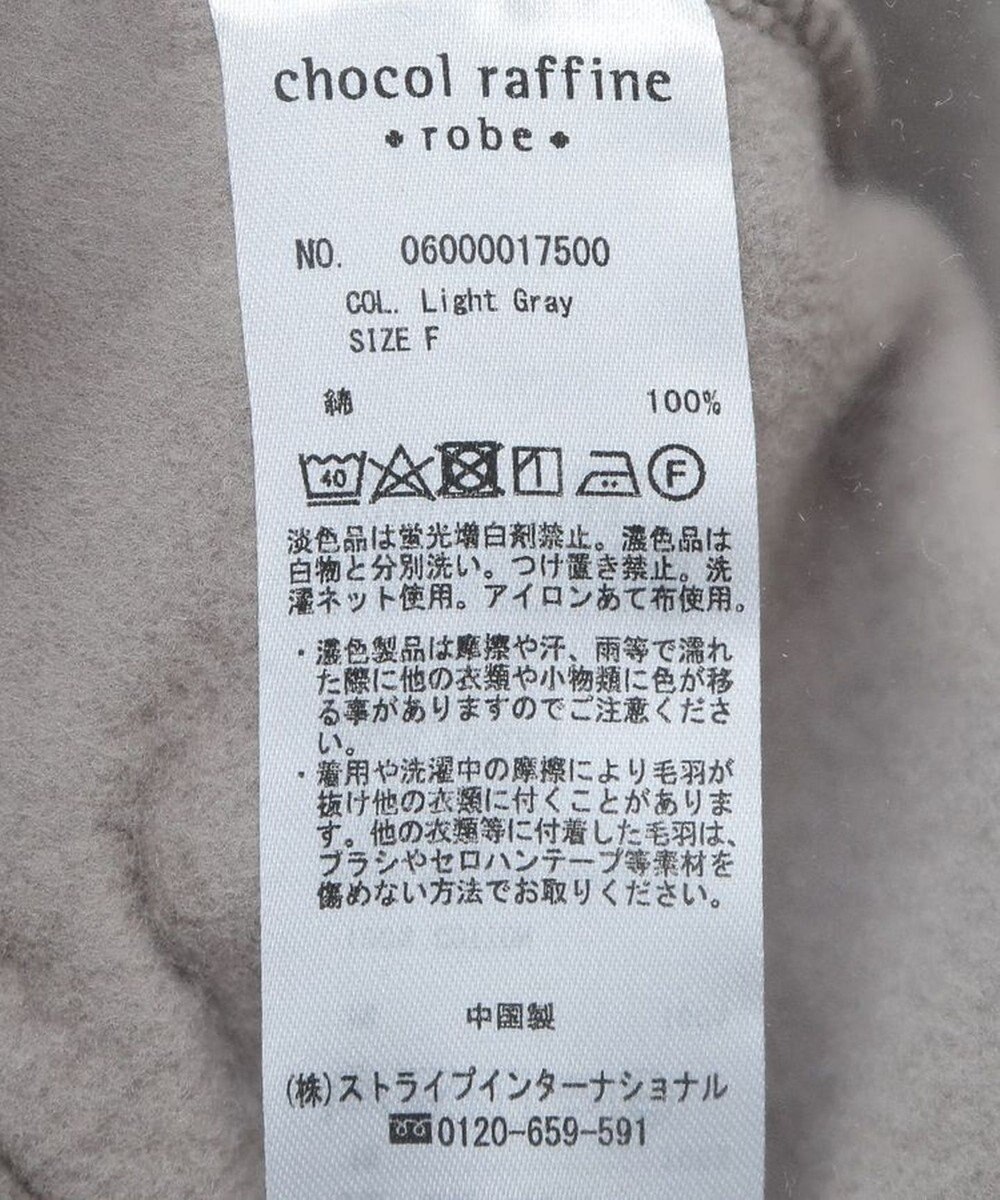 chocol raffine
robe
NO. 06000017500
COL. Light Gray
SIZE F
綿 100%
40 F
淡色品は蛍光増白剤禁止。濃色品は
白物と分別洗い。つけ置き禁止。洗
濯ネット使用。アイロンあて布使用。
・濃色製品は摩擦や汗、雨等で濡れ
た際に他の衣類や小物類に色が移
る事がありますのでご注意くださ
い。
・着用や洗濯中の摩擦により毛羽が
抜け他の衣類に付くことがありま
す。他の衣類等に付着した毛羽は、
ブラシやセロハンテープ等素材を
傷めない方法でお取りください。
中国製
(株)ストライプインターナショナル
0120-659-591